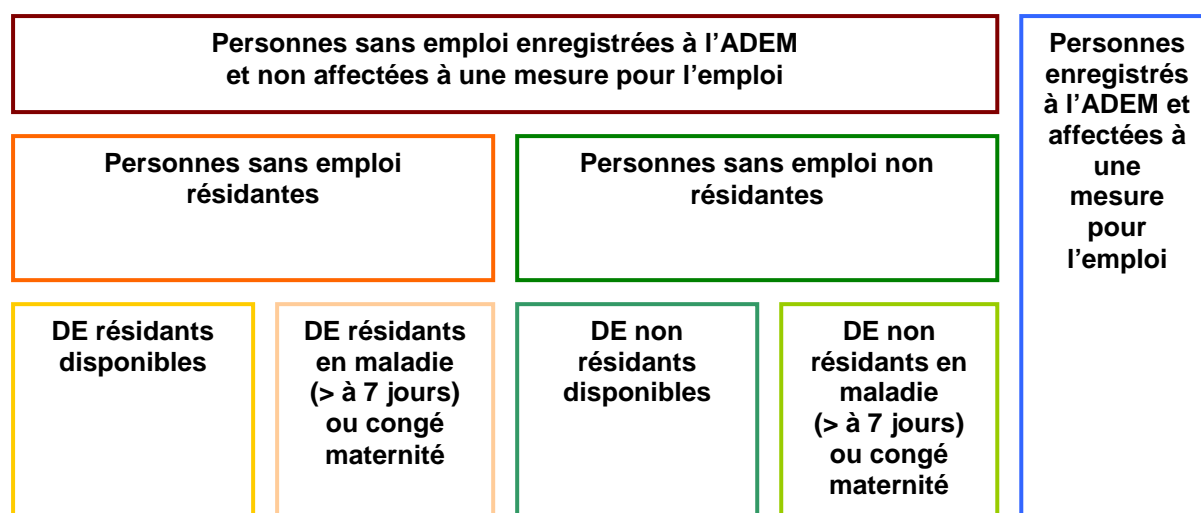 Personnes sans emploi enregistrées à l’ADEM
et non affectées à une mesure pour l’emploi
Personnes
enregistrés
à l’ADEM et
affectées à
une
mesure
pour
l’emploi
Personnes sans emploi
résidantes
Personnes sans emploi non
résidantes
DE résidants
disponibles
DE résidants
en maladie
(> à 7 jours)
ou congé
maternité
DE non
résidants
disponibles
DE non
résidants en
maladie
(> à 7 jours)
ou congé
maternité